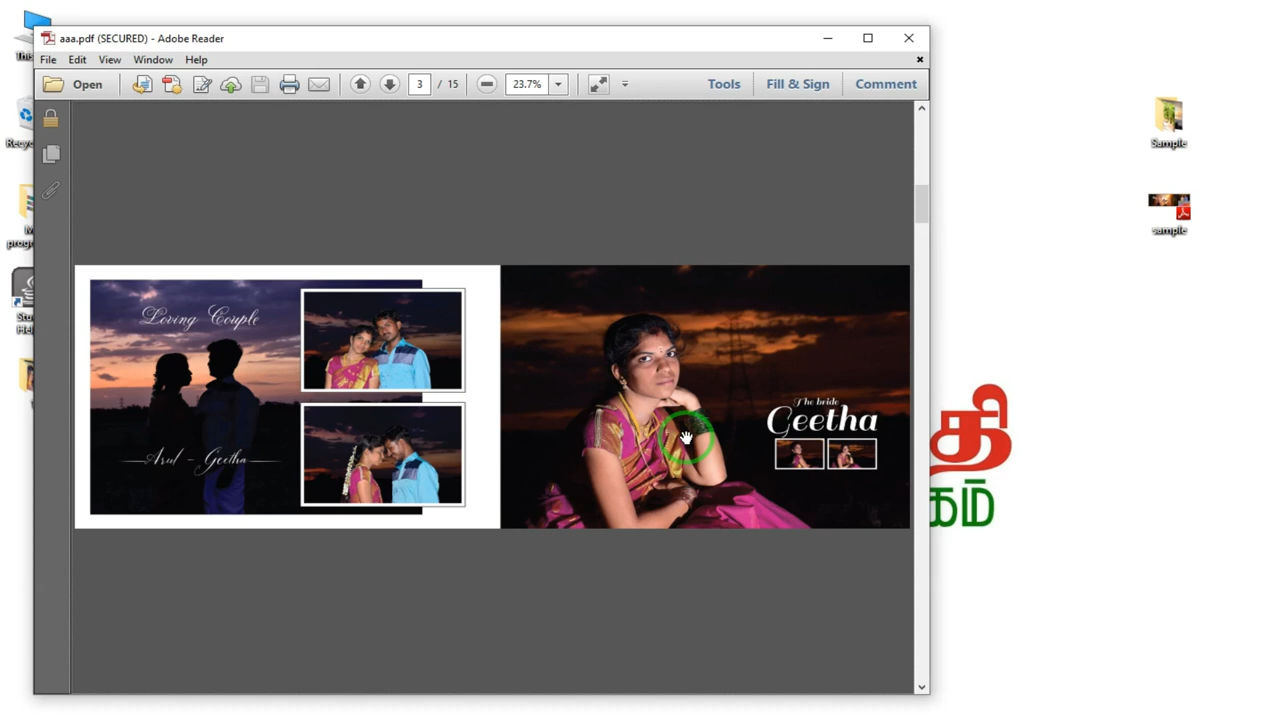 aaa.pdf (SECURED) - Adobe Reader
File Edit View Window Help
Open 3 / 15 23.7% Tools Fill & Sign Comment
Loving Couple
Arul - Geetha
The bride
Geetha
Sample
sample
தி
கம்